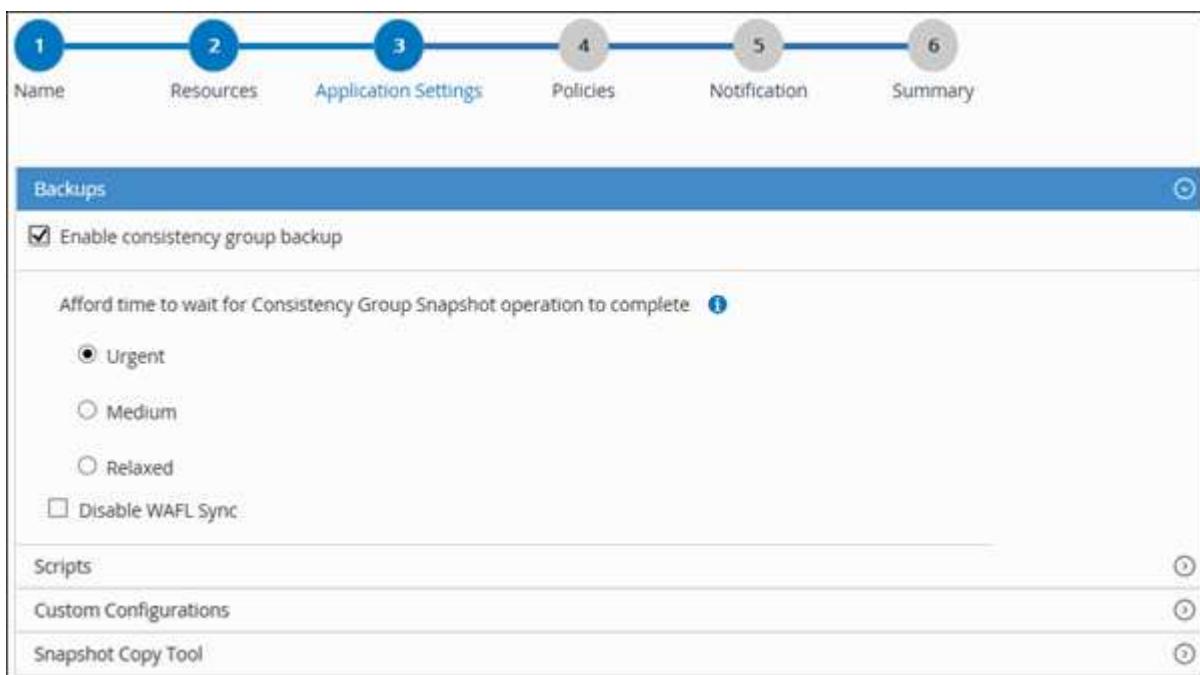 1 2 3 4 5 6
Name Resources Application Settings Policies Notification Summary
Backups
Enable consistency group backup
Afford time to wait for Consistency Group Snapshot operation to complete
Urgent
Medium
Relaxed
Disable WAFL Sync
Scripts
Custom Configurations
Snapshot Copy Tool